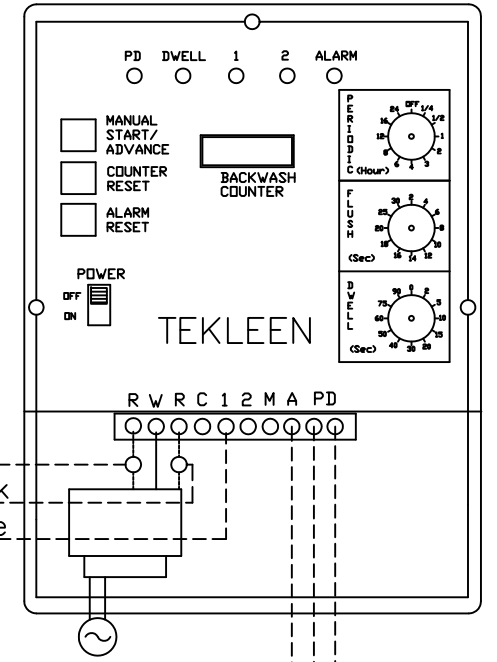 PD DWELL 1 2 ALARM
MANUAL
START/
ADVANCE
COUNTER
RESET
ALARM
RESET
BACKWASH
COUNTER
POWER
OFF
ON
TEKLEEN
PERIODIC
(Hour)
OFF 1/4 1/2 1 2 3 4 6 8 12 16 24
FLUSH
(Sec)
2 4 6 8 10 12 14 16 18 20 25 30
DWELL
(Sec)
0 2 5 10 15 20 30 40 50 60 75 90
R W R C 1 2 M A PD
k
e